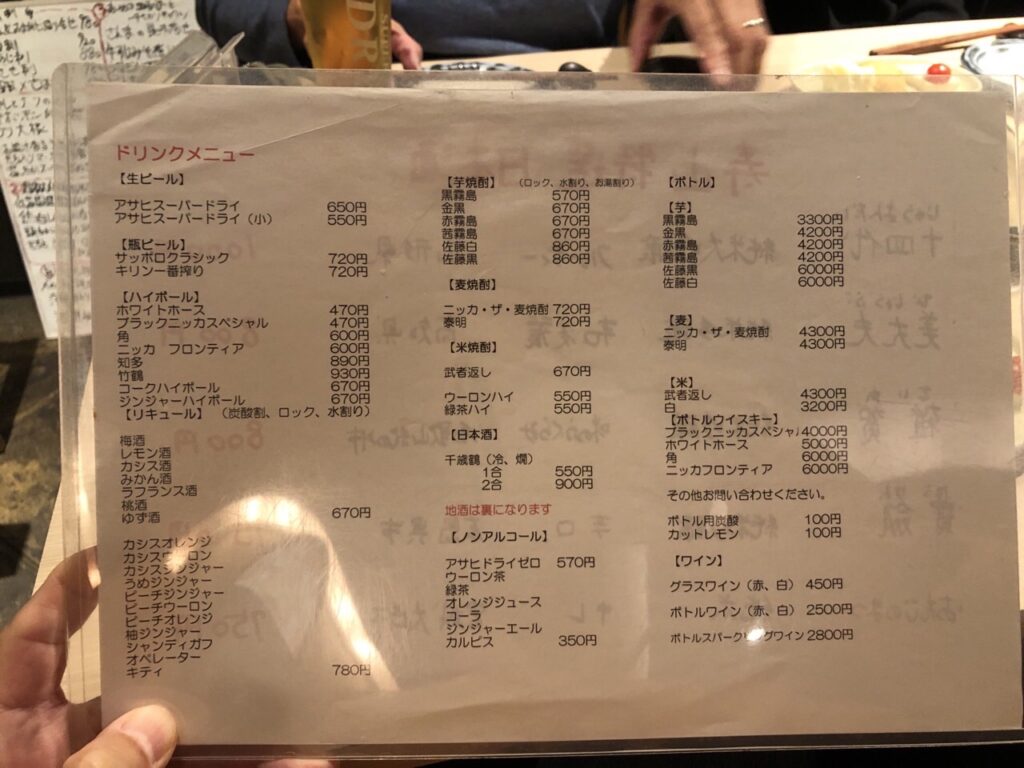 ドリンクメニュー
【生ビール】
アサヒスーパードライ 650円
アサヒスーパードライ（小） 550円
【瓶ビール】
サッポロクラシック 720円
キリン一番搾り 720円
【ハイボール】
ホワイトホース 470円
ブラックニッカスペシャル 470円
角 600円
ニッカ　フロンティア 600円
知多 890円
竹鶴 930円
コークハイボール 670円
ジンジャーハイボール 670円
【リキュール】（炭酸割、ロック、水割り）
梅酒
レモン酒
カシス酒
みかん酒
ラフランス酒
桃酒
ゆず酒 670円
カシスオレンジ
カシスウーロン
カシスジンジャー
うめジンジャー
ピーチジンジャー
ピーチウーロン
ピーチオレンジ
柚ジンジャー
シャンディガフ
オペレーター
キティ 780円
【芋焼酎】（ロック、水割り、お湯割り）
黒霧島 570円
金黒 670円
赤霧島 670円
茜霧島 670円
佐藤白 860円
佐藤黒 860円
【麦焼酎】
ニッカ・ザ・麦焼酎 720円
泰明 720円
【米焼酎】
武者返し 670円
ウーロンハイ 550円
緑茶ハイ 550円
【日本酒】
千歳鶴（冷、燗）
1合 550円
2合 900円
地酒は裏になります
【ノンアルコール】
アサヒドライゼロ 570円
ウーロン茶
緑茶
オレンジジュース
コーラ
ジンジャーエール
カルピス 350円
【ボトル】
【芋】
黒霧島 3300円
金黒 4200円
赤霧島 4200円
茜霧島 4200円
佐藤黒 6000円
佐藤白 6000円
【麦】
ニッカ・ザ・麦焼酎 4300円
泰明 4300円
【米】
武者返し 4300円
白 3200円
【ボトルウイスキー】
ブラックニッカスペシャル 4000円
ホワイトホース 5000円
角 6000円
ニッカフロンティア 6000円
その他お問い合わせください。
ボトル用炭酸 100円
カットレモン 100円
【ワイン】
グラスワイン（赤、白） 450円
ボトルワイン（赤、白） 2500円
ボトルスパークリングワイン 2800円